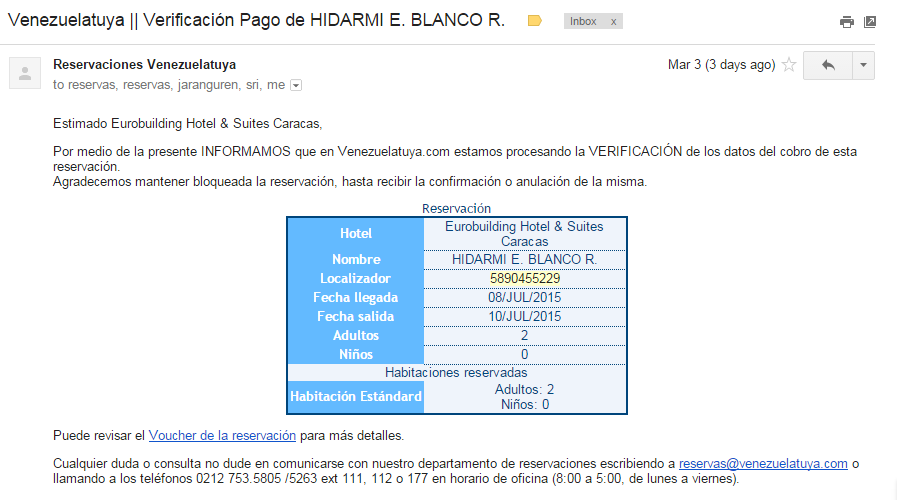 Venezuelatuya || Verificación Pago de HIDARMI E. BLANCO R.
Inbox x
Reservaciones Venezuelatuya
Mar 3 (3 days ago)
to reservas, reservas, jaranguren, sri, me
Estimado Eurobuilding Hotel & Suites Caracas,
Por medio de la presente INFORMAMOS que en Venezuelatuya.com estamos procesando la VERIFICACIÓN de los datos del cobro de esta
reservación.
Agradecemos mantener bloqueada la reservación, hasta recibir la confirmación o anulación de la misma.
Reservación
Hotel Eurobuilding Hotel & Suites
Caracas
Nombre HIDARMI E. BLANCO R.
Localizador 5890455229
Fecha llegada 08/JUL/2015
Fecha salida 10/JUL/2015
Adultos 2
Niños 0
Habitaciones reservadas
Habitación Estándard Adultos: 2
Niños: 0
Puede revisar el Voucher de la reservación para más detalles.
Cualquier duda o consulta no dude en comunicarse con nuestro departamento de reservaciones escribiendo a reservas@venezuelatuya.com o
llamando a los teléfonos 0212 753.5805 /5263 ext 111, 112 o 177 en horario de oficina (8:00 a 5:00, de lunes a viernes).